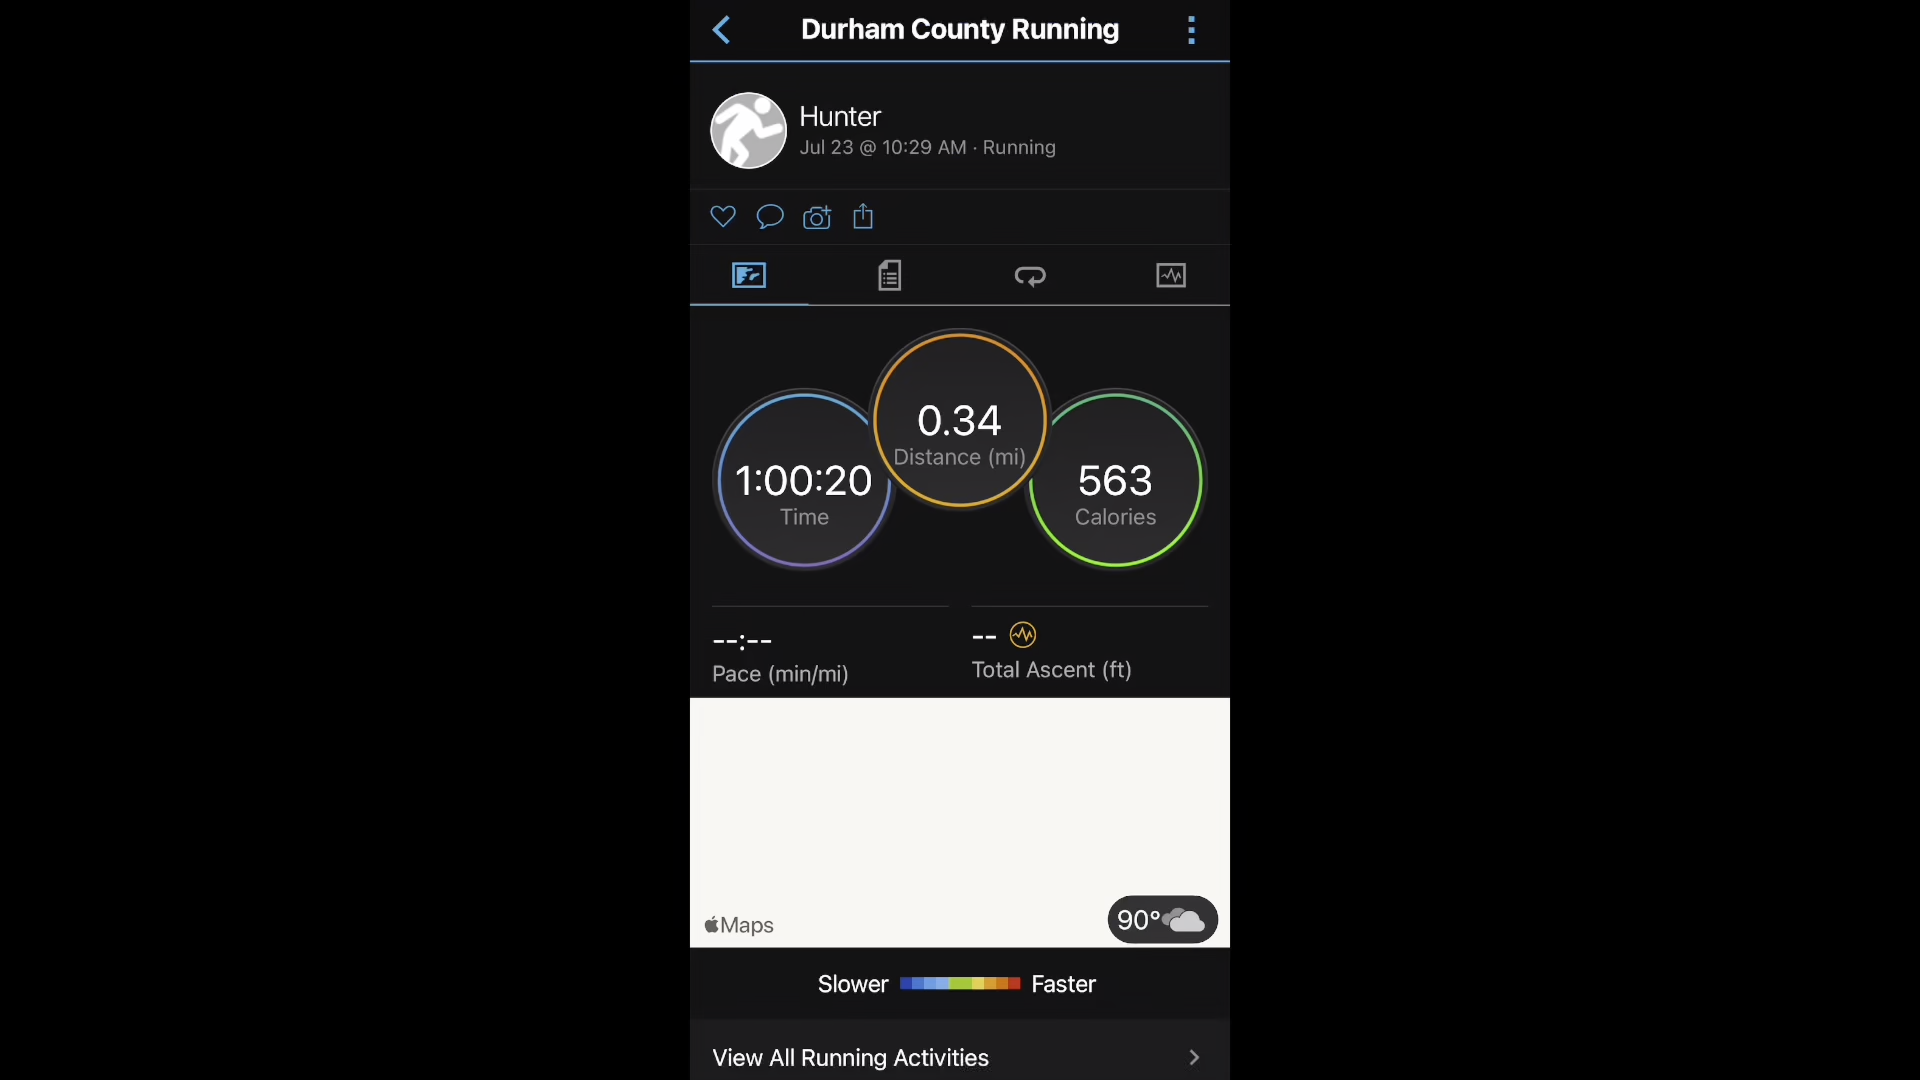 Durham County Running
Hunter
Jul 23 @ 10:29 AM · Running
0.34
Distance (mi)
1:00:20
Time
563
Calories
--:--
Pace (min/mi)
--
Total Ascent (ft)
Maps
90°
Slower
Faster
View All Running Activities